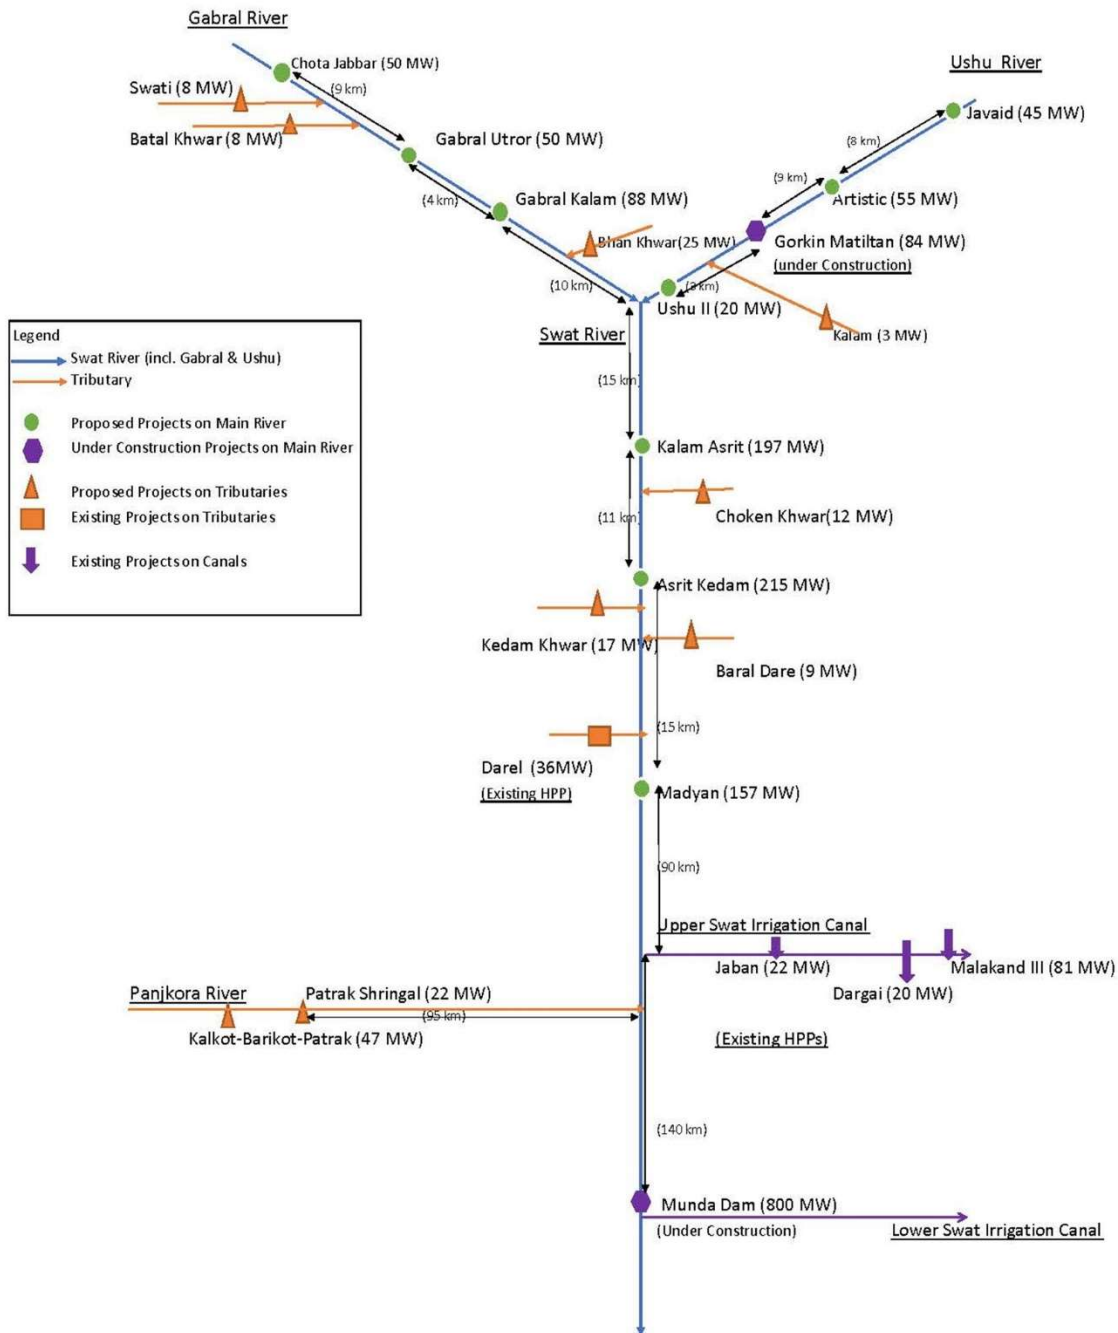 Gabral River
Chota Jabbar (50 MW)
Swati (8 MW)
(9 km)
Batal Khwar (8 MW)
Gabral Utror (50 MW)
(4 km)
Gabral Kalam (88 MW)
Bhan Khwar(25 MW)
(10 km)
Ushu River
Javaid (45 MW)
(8 km)
(9 km)
Artistic (55 MW)
Gorkin Matiltan (84 MW)
(under Construction)
Ushu II (20 MW)
Kalam (3 MW)
Swat River
(15 km)
Legend
Swat River (incl. Gabral & Ushu)
Tributary
Proposed Projects on Main River
Under Construction Projects on Main River
Proposed Projects on Tributaries
Existing Projects on Tributaries
Existing Projects on Canals
Kalam Asrit (197 MW)
(11 km)
Choken Khwar(12 MW)
Asrit Kedam (215 MW)
Kedam Khwar (17 MW)
Baral Dare (9 MW)
(15 km)
Darel (36MW)
(Existing HPP)
Madyan (157 MW)
(90 km)
Upper Swat Irrigation Canal
Jaban (22 MW)
Malakand III (81 MW)
Dargai (20 MW)
(Existing HPPs)
Panjkora River
Patrak Shringal (22 MW)
(95 km)
Kalkot-Barikot-Patrak (47 MW)
(140 km)
Munda Dam (800 MW)
(Under Construction)
Lower Swat Irrigation Canal